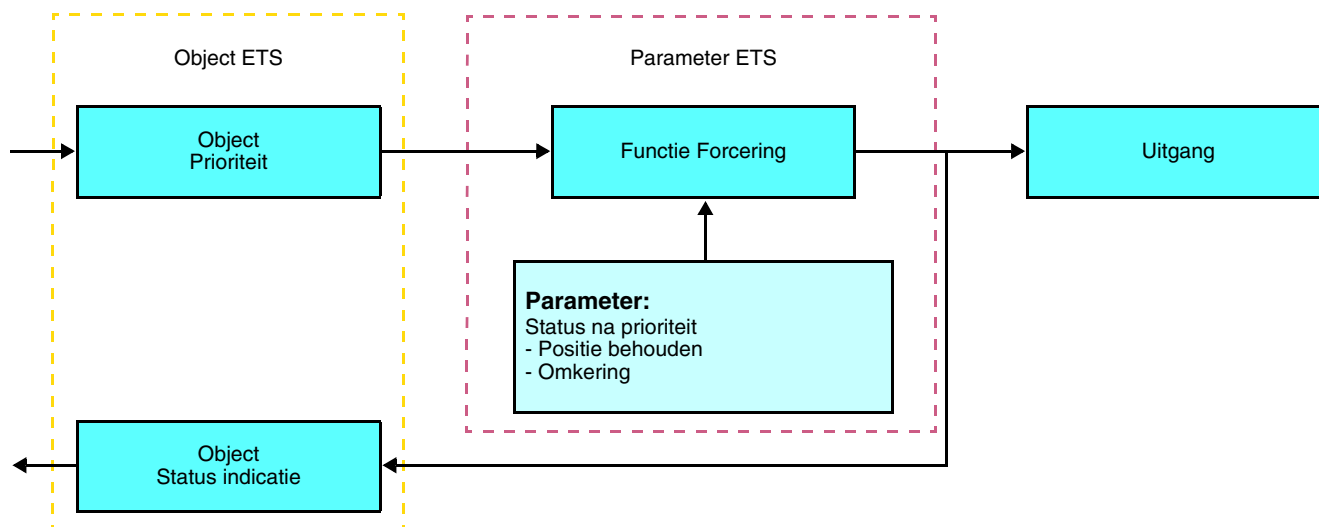 Object ETS
Parameter ETS
Object
Prioriteit
Functie Forcering
Uitgang
Parameter:
Status na prioriteit
- Positie behouden
- Omkering
Object
Status indicatie